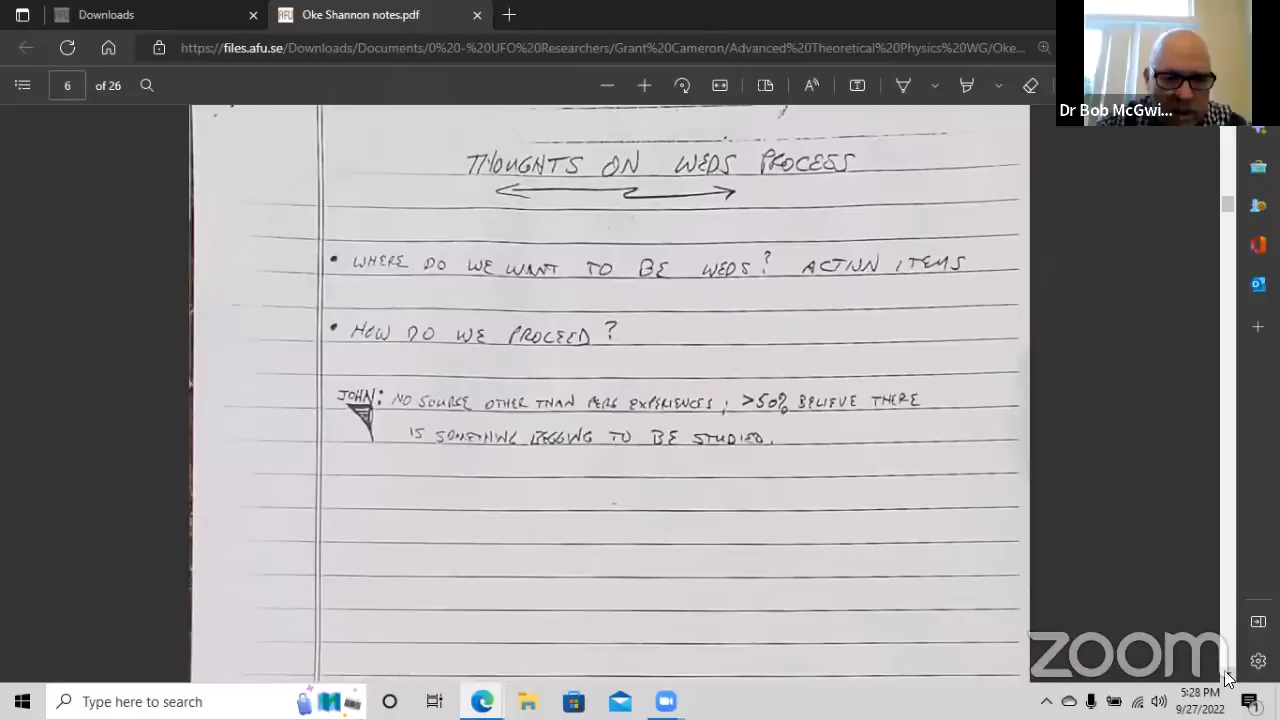 Downloads
Oke Shannon notes.pdf
https://files.afu.se/Downloads/Documents/0%20-%20UFO%20Researchers/Grant%20Cameron/Advanced%20Theoretical%20Physics%20WG/Oke...
6 of 26
Dr Bob McGwi...
THOUGHTS ON WEDS PROCESS
• WHERE DO WE WANT TO BE WEDS? ACTION ITEMS
• HOW DO WE PROCEED?
JOHN: NO SOURCE OTHER THAN PERS EXPERIENCES; >50% BELIEVE THERE
IS SOMETHING BEGGING TO BE STUDIED.
zoom
Type here to search
5:28 PM
9/27/2022